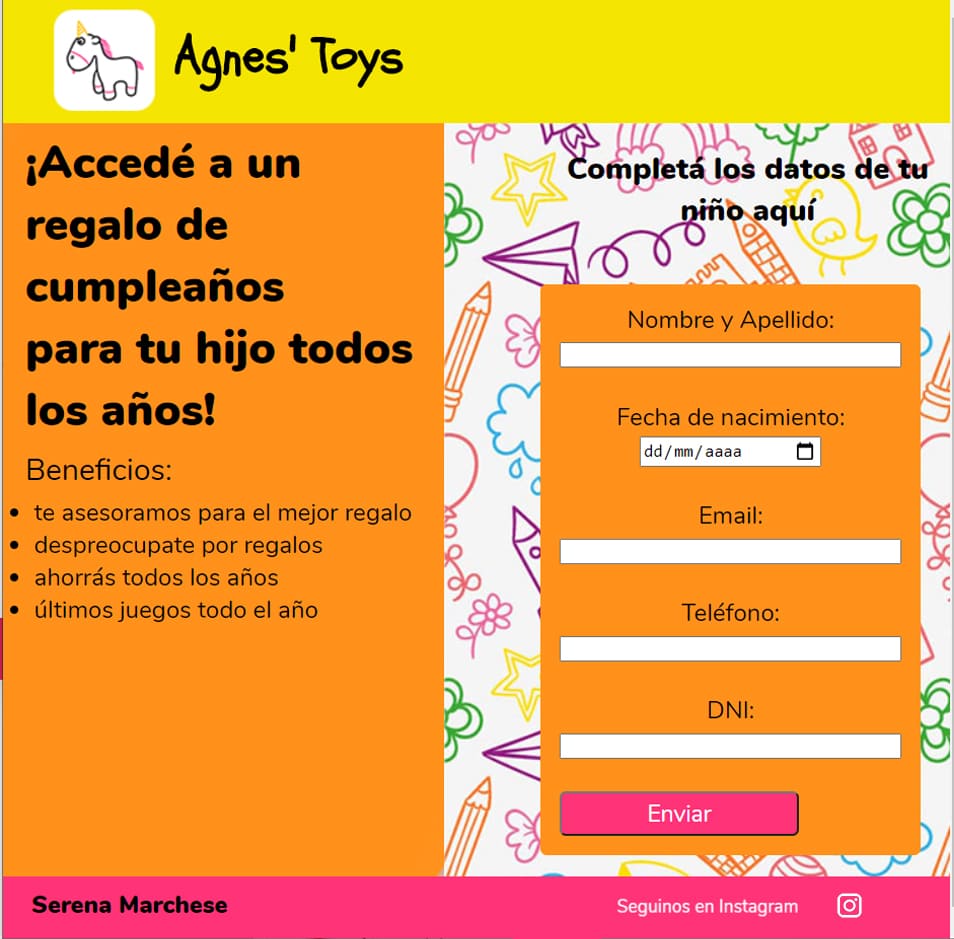 Agnes' Toys
¡Accedé a un
regalo de
cumpleaños
para tu hijo todos
los años!
Beneficios:
te asesoramos para el mejor regalo
despreocupate por regalos
ahorrás todos los años
últimos juegos todo el año
Completá los datos de tu
niño aquí
Nombre y Apellido:
Fecha de nacimiento:
dd/mm/aaaa
Email:
Teléfono:
DNI:
Enviar
Serena Marchese
Seguinos en Instagram